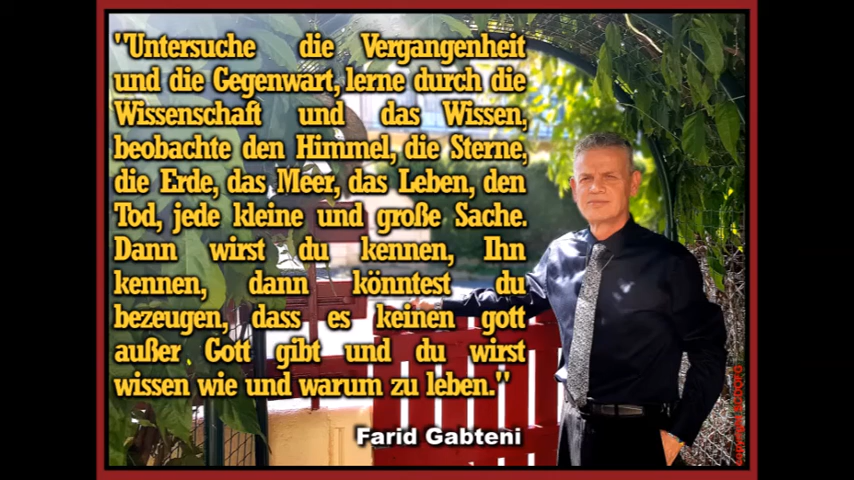 "Untersuche die Vergangenheit
und die Gegenwart, lerne durch die
Wissenschaft und das Wissen,
beobachte den Himmel, die Sterne,
die Erde, das Meer, das Leben, den
Tod, jede kleine und große Sache.
Dann wirst du kennen, Ihn
kennen, dann könntest du
bezeugen, dass es keinen gott
außer Gott gibt und du wirst
wissen wie und warum zu leben."
Farid Gabteni